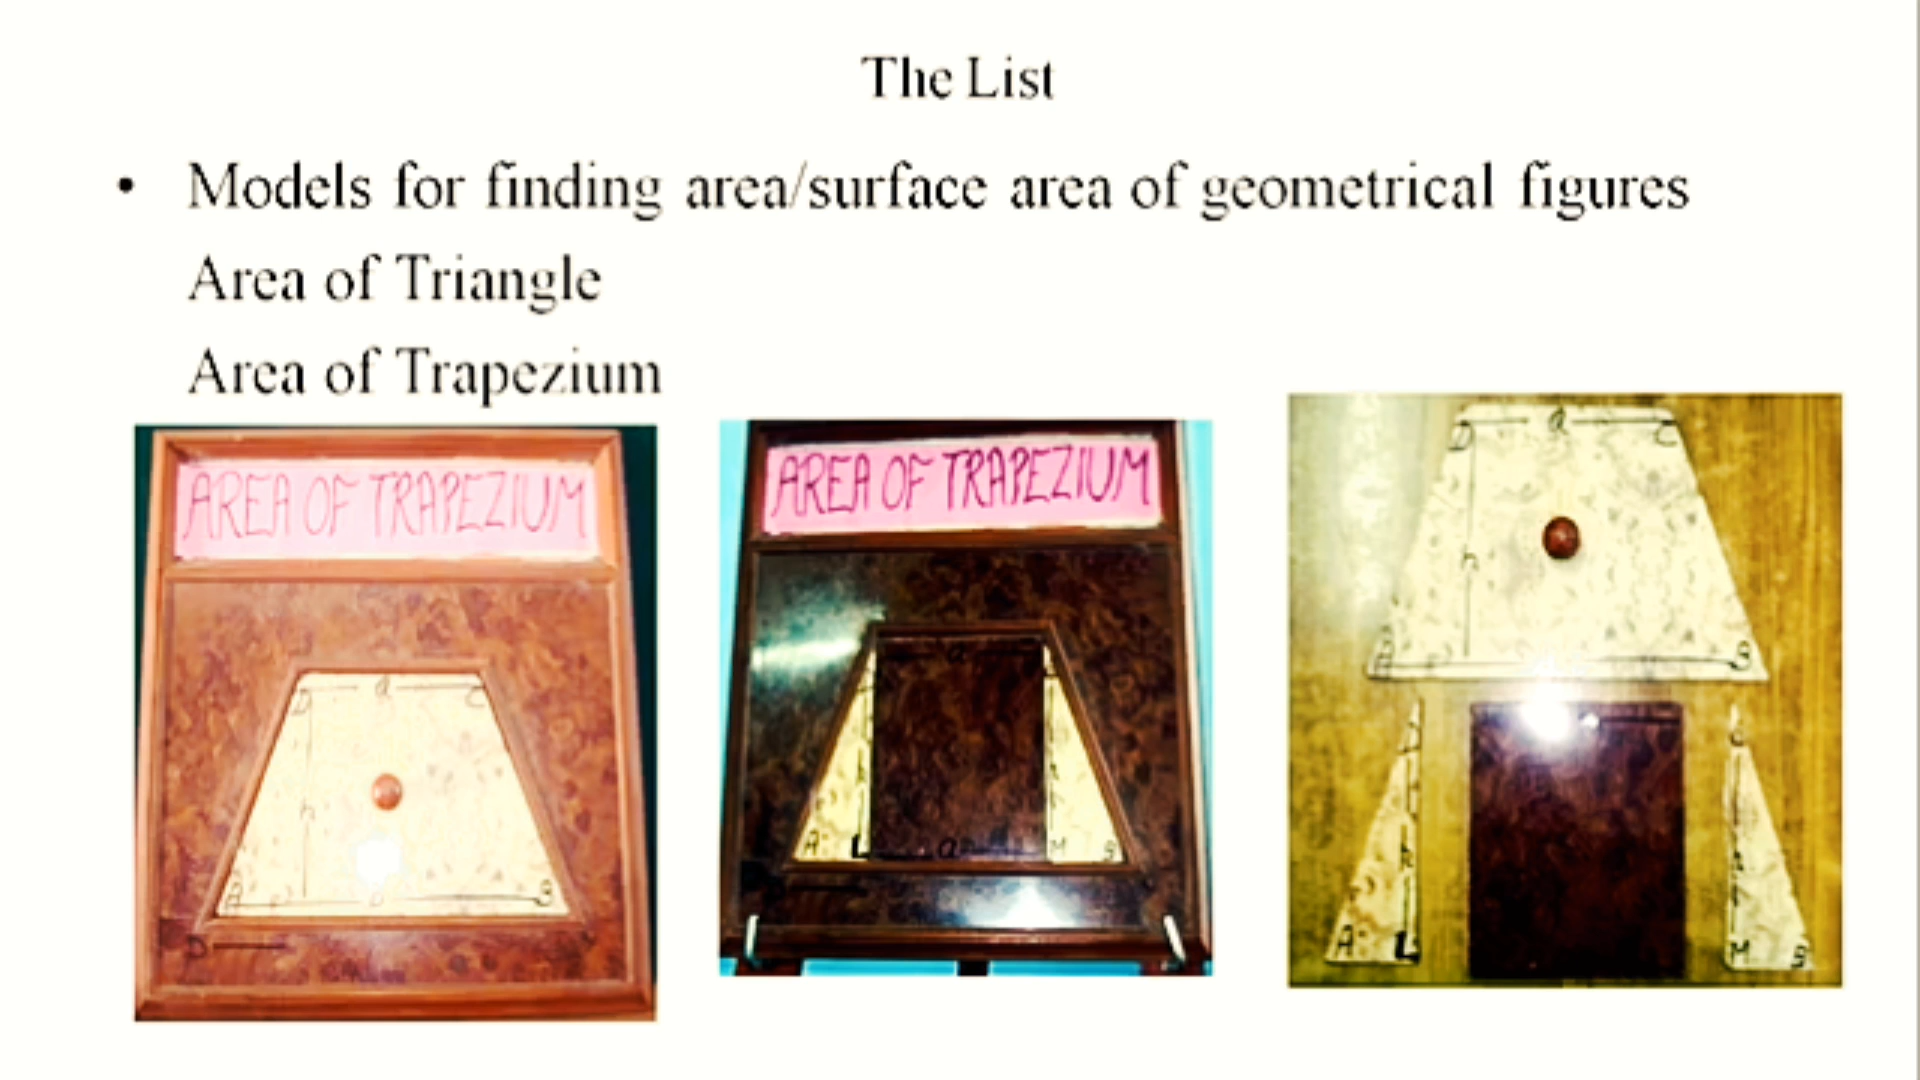 The List
• Models for finding area/surface area of geometrical figures
Area of Triangle
Area of Trapezium
AREA OF TRAPEZIUM
D a C
h
A B
AREA OF TRAPEZIUM
a
h h
A L a M B
D a C
h
A B
h
A L M B